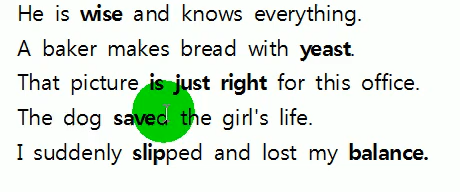 He is wise and knows everything.
A baker makes bread with yeast.
That picture is just right for this office.
The dog saved the girl's life.
I suddenly slipped and lost my balance.